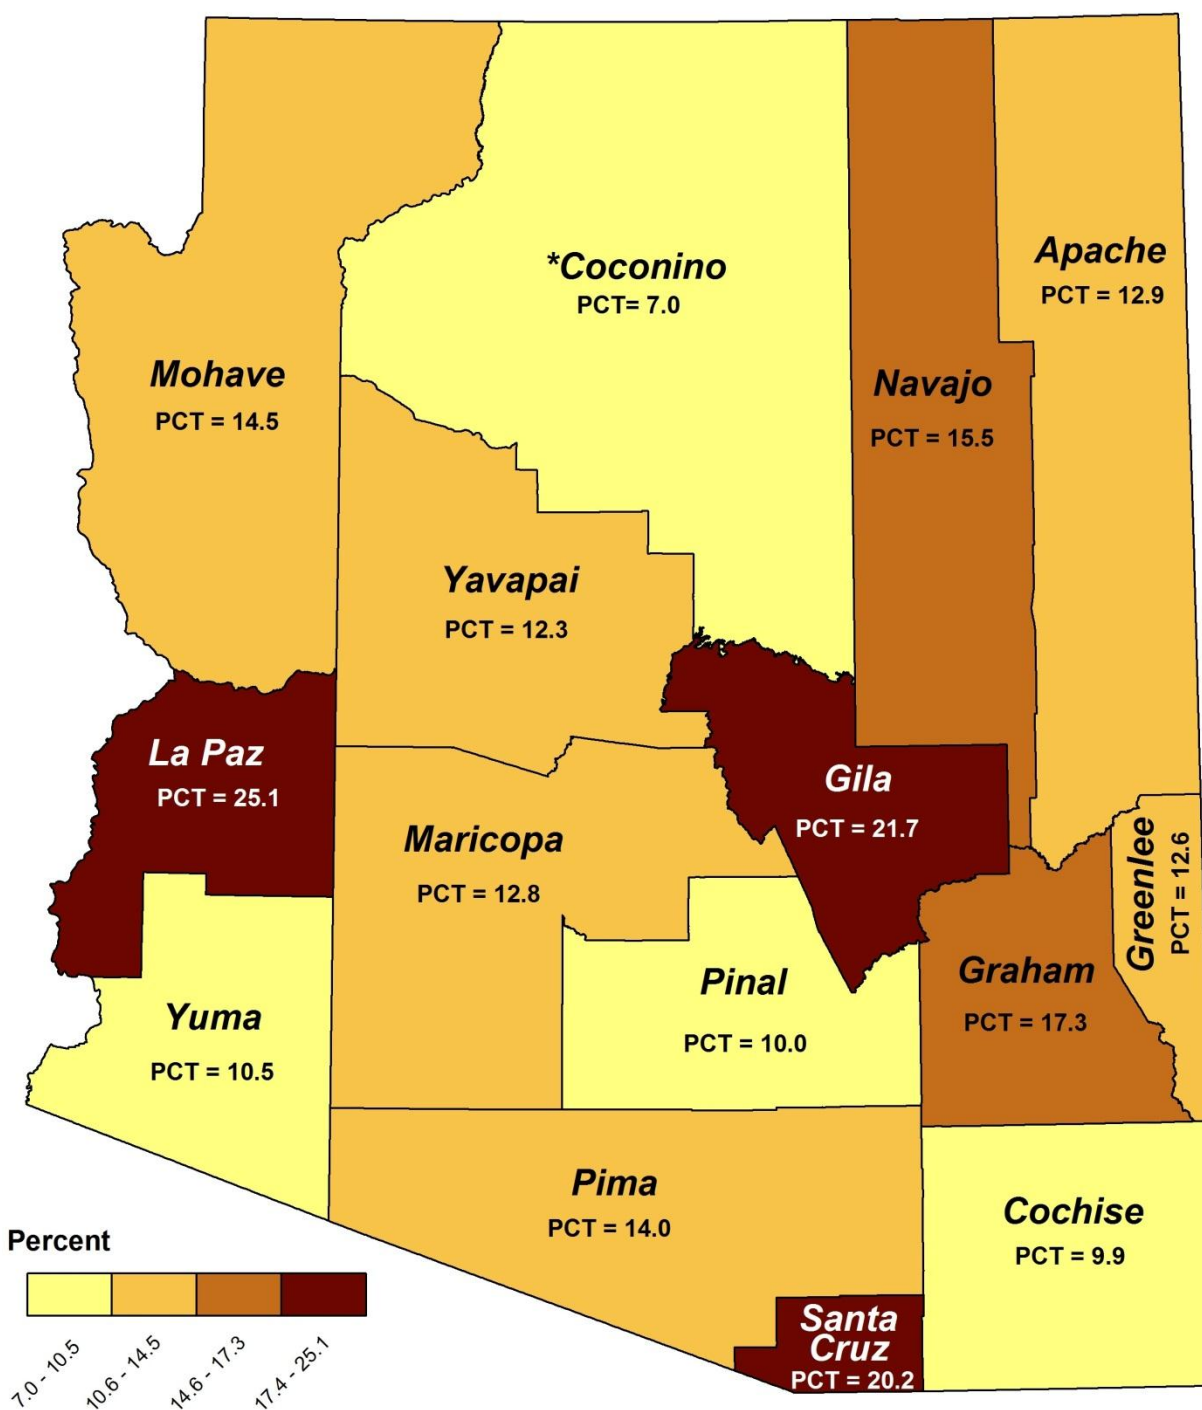 *Coconino
PCT= 7.0
Apache
PCT = 12.9
Mohave
PCT = 14.5
Navajo
PCT = 15.5
Yavapai
PCT = 12.3
La Paz
PCT = 25.1
Gila
PCT = 21.7
Maricopa
PCT = 12.8
Greenlee
PCT = 12.6
Graham
PCT = 17.3
Pinal
PCT = 10.0
Yuma
PCT = 10.5
Pima
PCT = 14.0
Cochise
PCT = 9.9
Santa
Cruz
PCT = 20.2
Percent
7.0 - 10.5
10.6 - 14.5
14.6 - 17.3
17.4 - 25.1